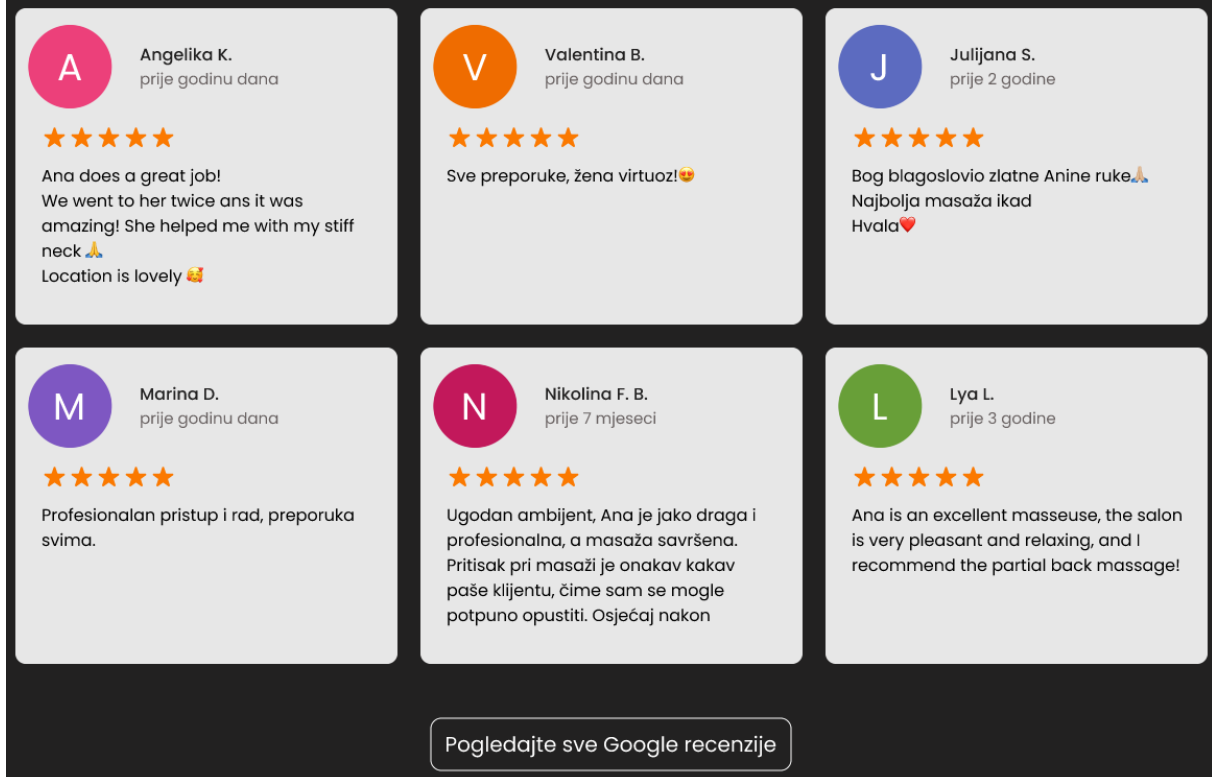 A
Angelika K.
prije godinu dana
Ana does a great job!
We went to her twice ans it was
amazing! She helped me with my stiff
neck 🙏
Location is lovely 🥰
V
Valentina B.
prije godinu dana
Sve preporuke, žena virtuoz!😍
J
Julijana S.
prije 2 godine
Bog blagoslovio zlatne Anine ruke🙏🏼
Najbolja masaža ikad
Hvala❤️
M
Marina D.
prije godinu dana
Profesionalan pristup i rad, preporuka
svima.
N
Nikolina F. B.
prije 7 mjeseci
Ugodan ambijent, Ana je jako draga i
profesionalna, a masaža savršena.
Pritisak pri masaži je onakav kakav
paše klijentu, čime sam se mogle
potpuno opustiti. Osjećaj nakon
L
Lya L.
prije 3 godine
Ana is an excellent masseuse, the salon
is very pleasant and relaxing, and I
recommend the partial back massage!
Pogledajte sve Google recenzije